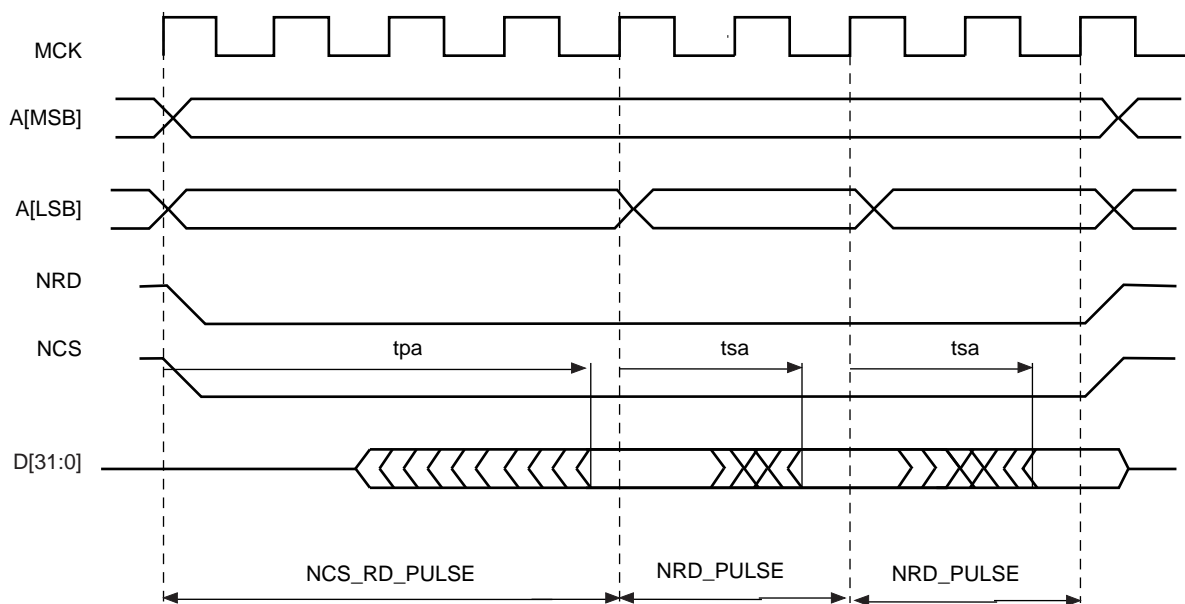 MCK
A[MSB]
A[LSB]
NRD
NCS
tpa
tsa
tsa
D[31:0]
NCS_RD_PULSE
NRD_PULSE
NRD_PULSE